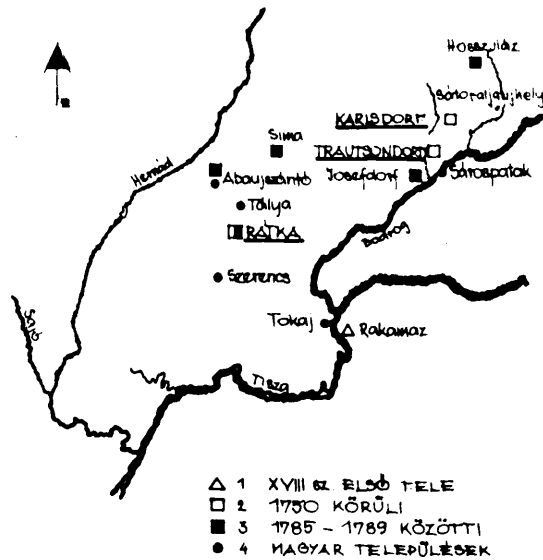 Hosszúláz
Sátoraljaujhely
KARLSDORF
Sima
TRAUTSONDORF
Hernád
Abaujszántó
Josefdorf
Sárospatak
Tállya
RÁTKA
Bodrog
Szerencs
Sajó
Tokaj
Rakamaz
Tisza
1 XVIII SZ. ELSŐ FELE
2 1750 KÖRÜLI
3 1785 – 1789 KÖZÖTTI
4 MAGYAR TELEPÜLÉSEK